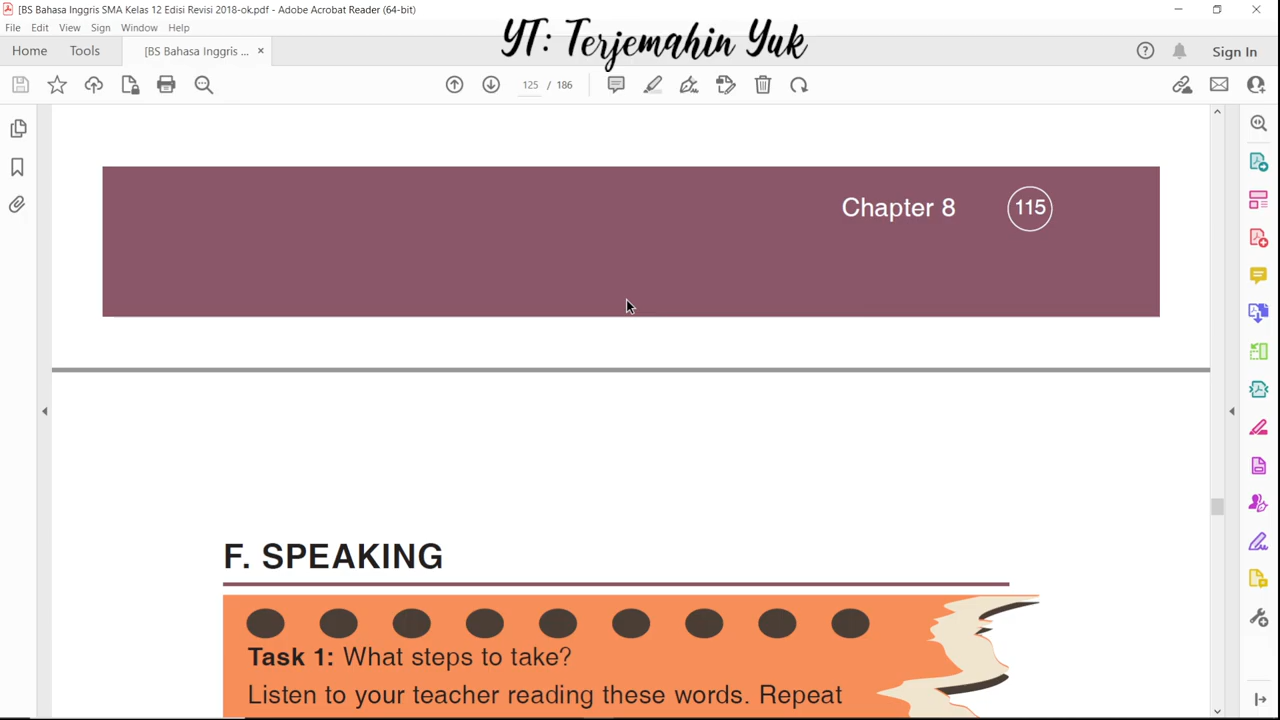 [BS Bahasa Inggris SMA Kelas 12 Edisi Revisi 2018-ok.pdf - Adobe Acrobat Reader (64-bit)
YT: Terjemahin Yuk
File Edit View Sign Window Help
Home Tools [BS Bahasa Inggris ... × Sign In
125 / 186
Chapter 8 115
F. SPEAKING
Task 1: What steps to take?
Listen to your teacher reading these words. Repeat